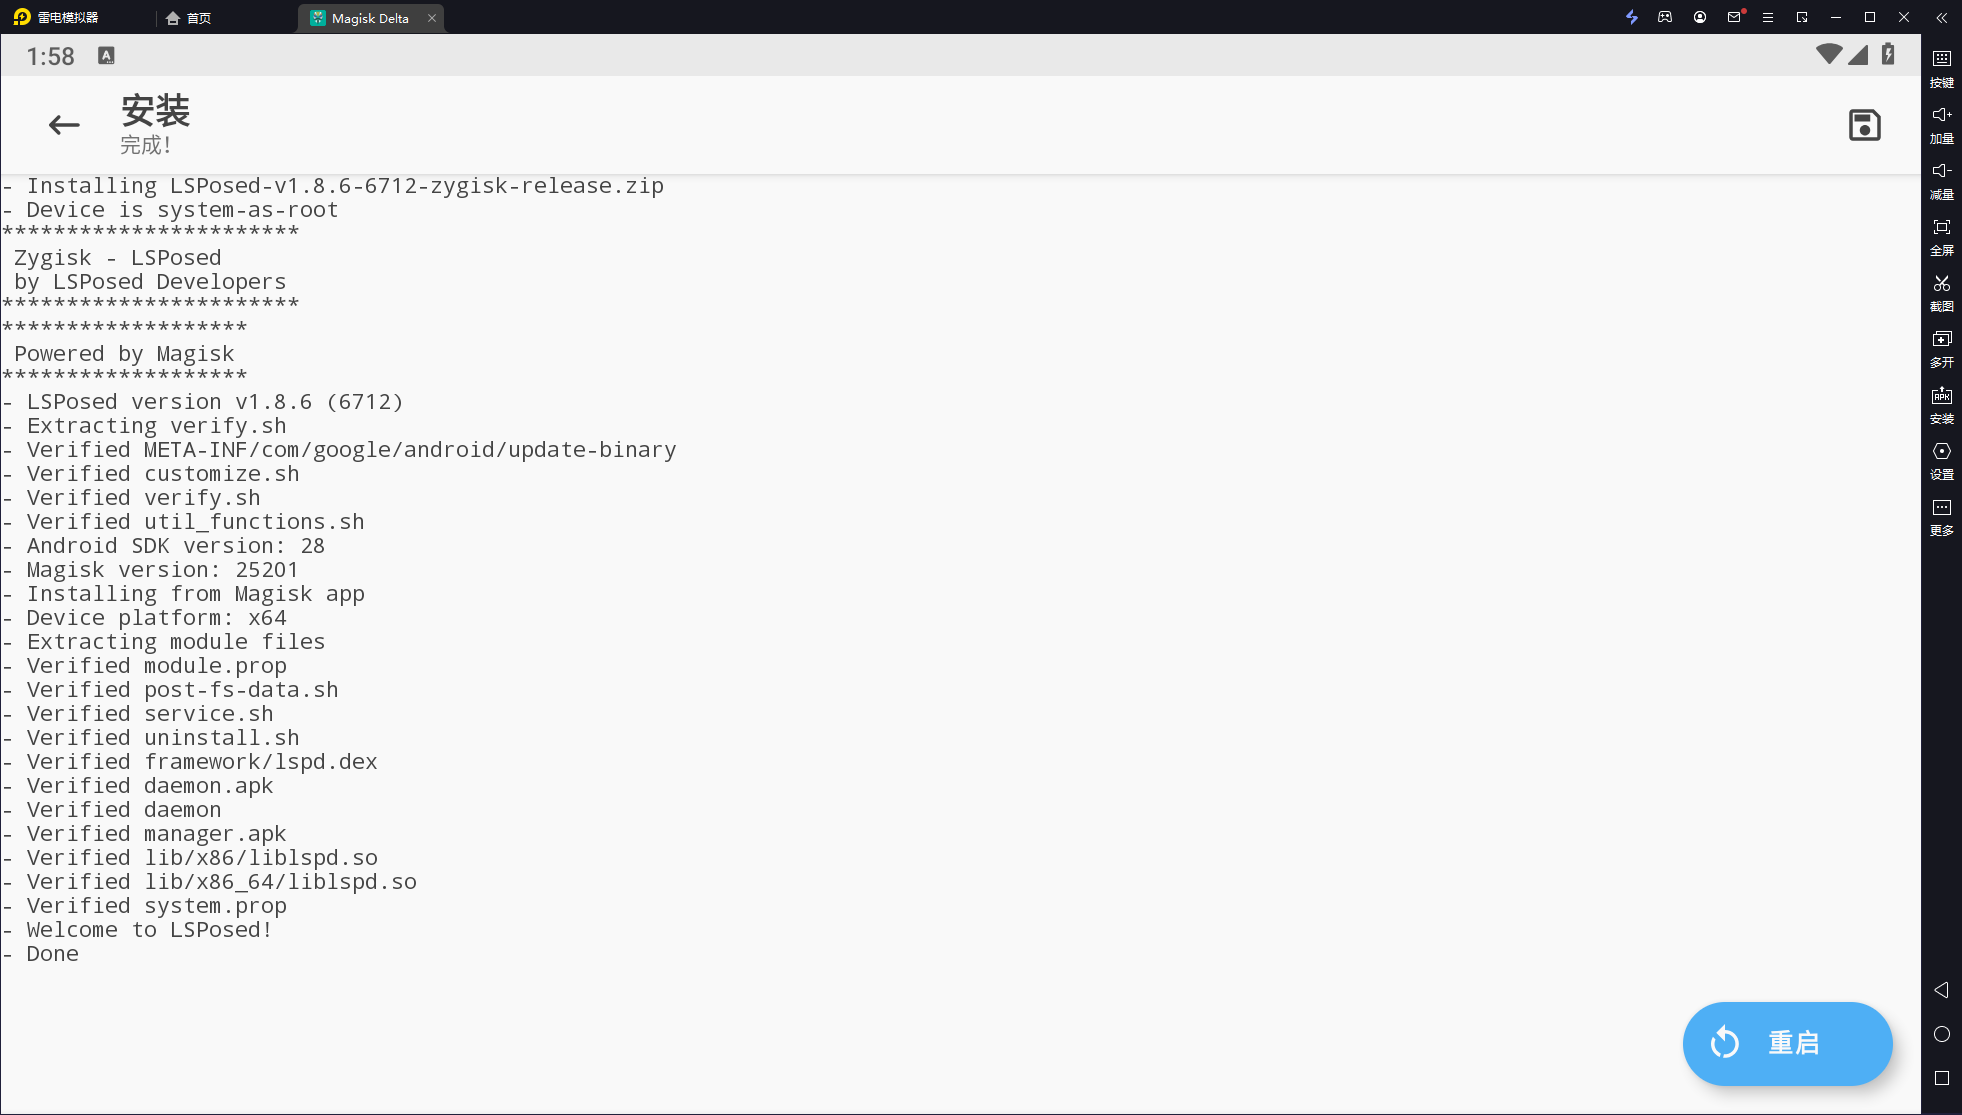 雷电模拟器
首页
Magisk Delta
1:58
安装
完成!
- Installing LSPosed-v1.8.6-6712-zygisk-release.zip
- Device is system-as-root
***********************
Zygisk - LSPosed
by LSPosed Developers
***********************
*******************
Powered by Magisk
*******************
- LSPosed version v1.8.6 (6712)
- Extracting verify.sh
- Verified META-INF/com/google/android/update-binary
- Verified customize.sh
- Verified verify.sh
- Verified util_functions.sh
- Android SDK version: 28
- Magisk version: 25201
- Installing from Magisk app
- Device platform: x64
- Extracting module files
- Verified module.prop
- Verified post-fs-data.sh
- Verified service.sh
- Verified uninstall.sh
- Verified framework/lspd.dex
- Verified daemon.apk
- Verified daemon
- Verified manager.apk
- Verified lib/x86/liblspd.so
- Verified lib/x86_64/liblspd.so
- Verified system.prop
- Welcome to LSPosed!
- Done
重启
按键
加量
减量
全屏
截图
多开
APK
安装
设置
更多